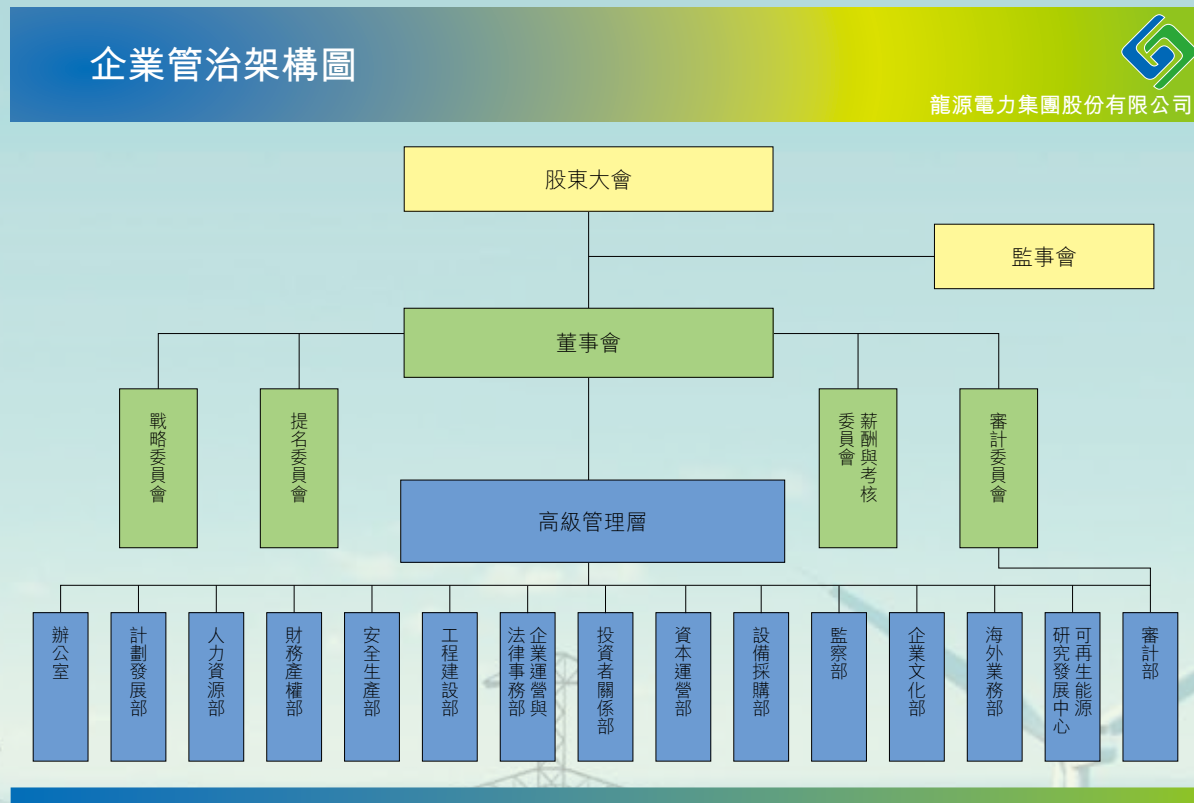 企業管治架構圖
龍源電力集團股份有限公司
股東大會
監事會
董事會
戰略委員會
提名委員會
薪酬與考核
委員會
審計委員會
高級管理層
辦公室
計劃發展部
人力資源部
財務產權部
安全生產部
工程建設部
企業運營與
法律事務部
投資者關係部
資本運營部
設備採購部
監察部
企業文化部
海外業務部
可再生能源
研究發展中心
審計部